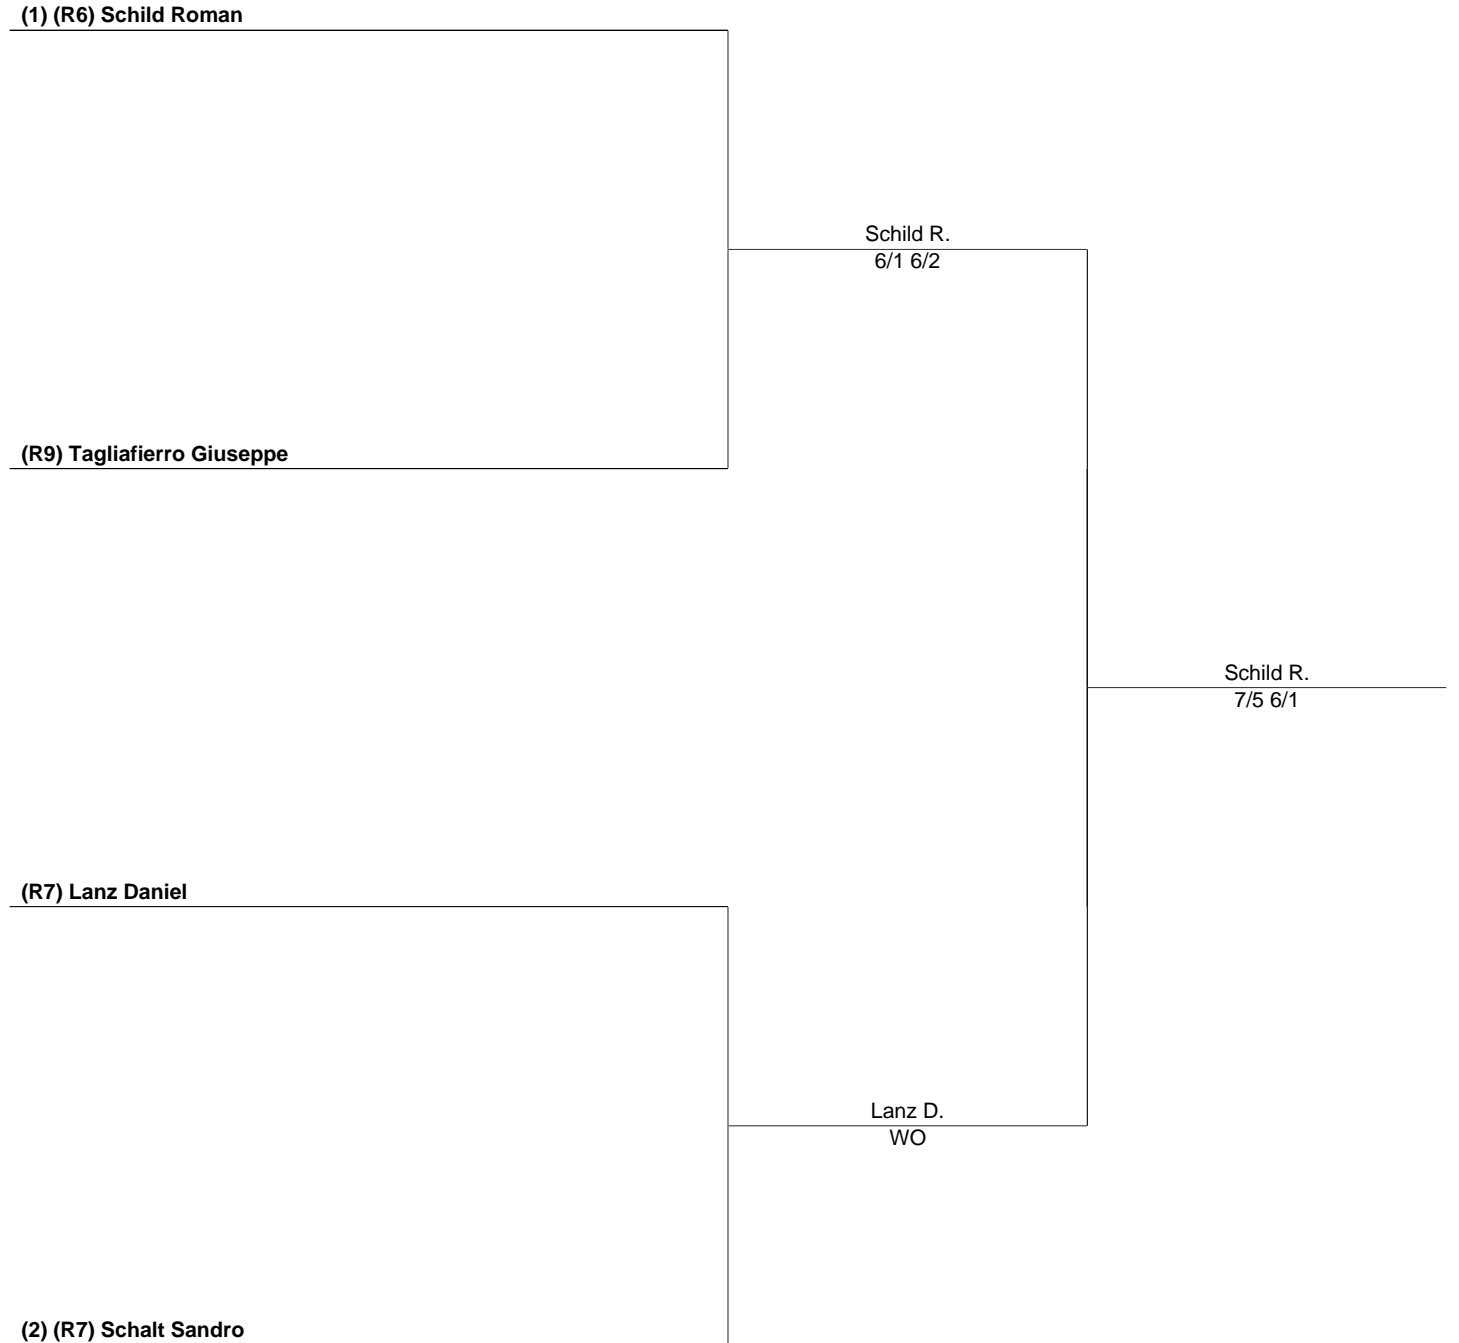 (1) (R6) Schild Roman
Schild R.
6/1 6/2
(R9) Tagliafierro Giuseppe
Schild R.
7/5 6/1
(R7) Lanz Daniel
Lanz D.
WO
(2) (R7) Schalt Sandro